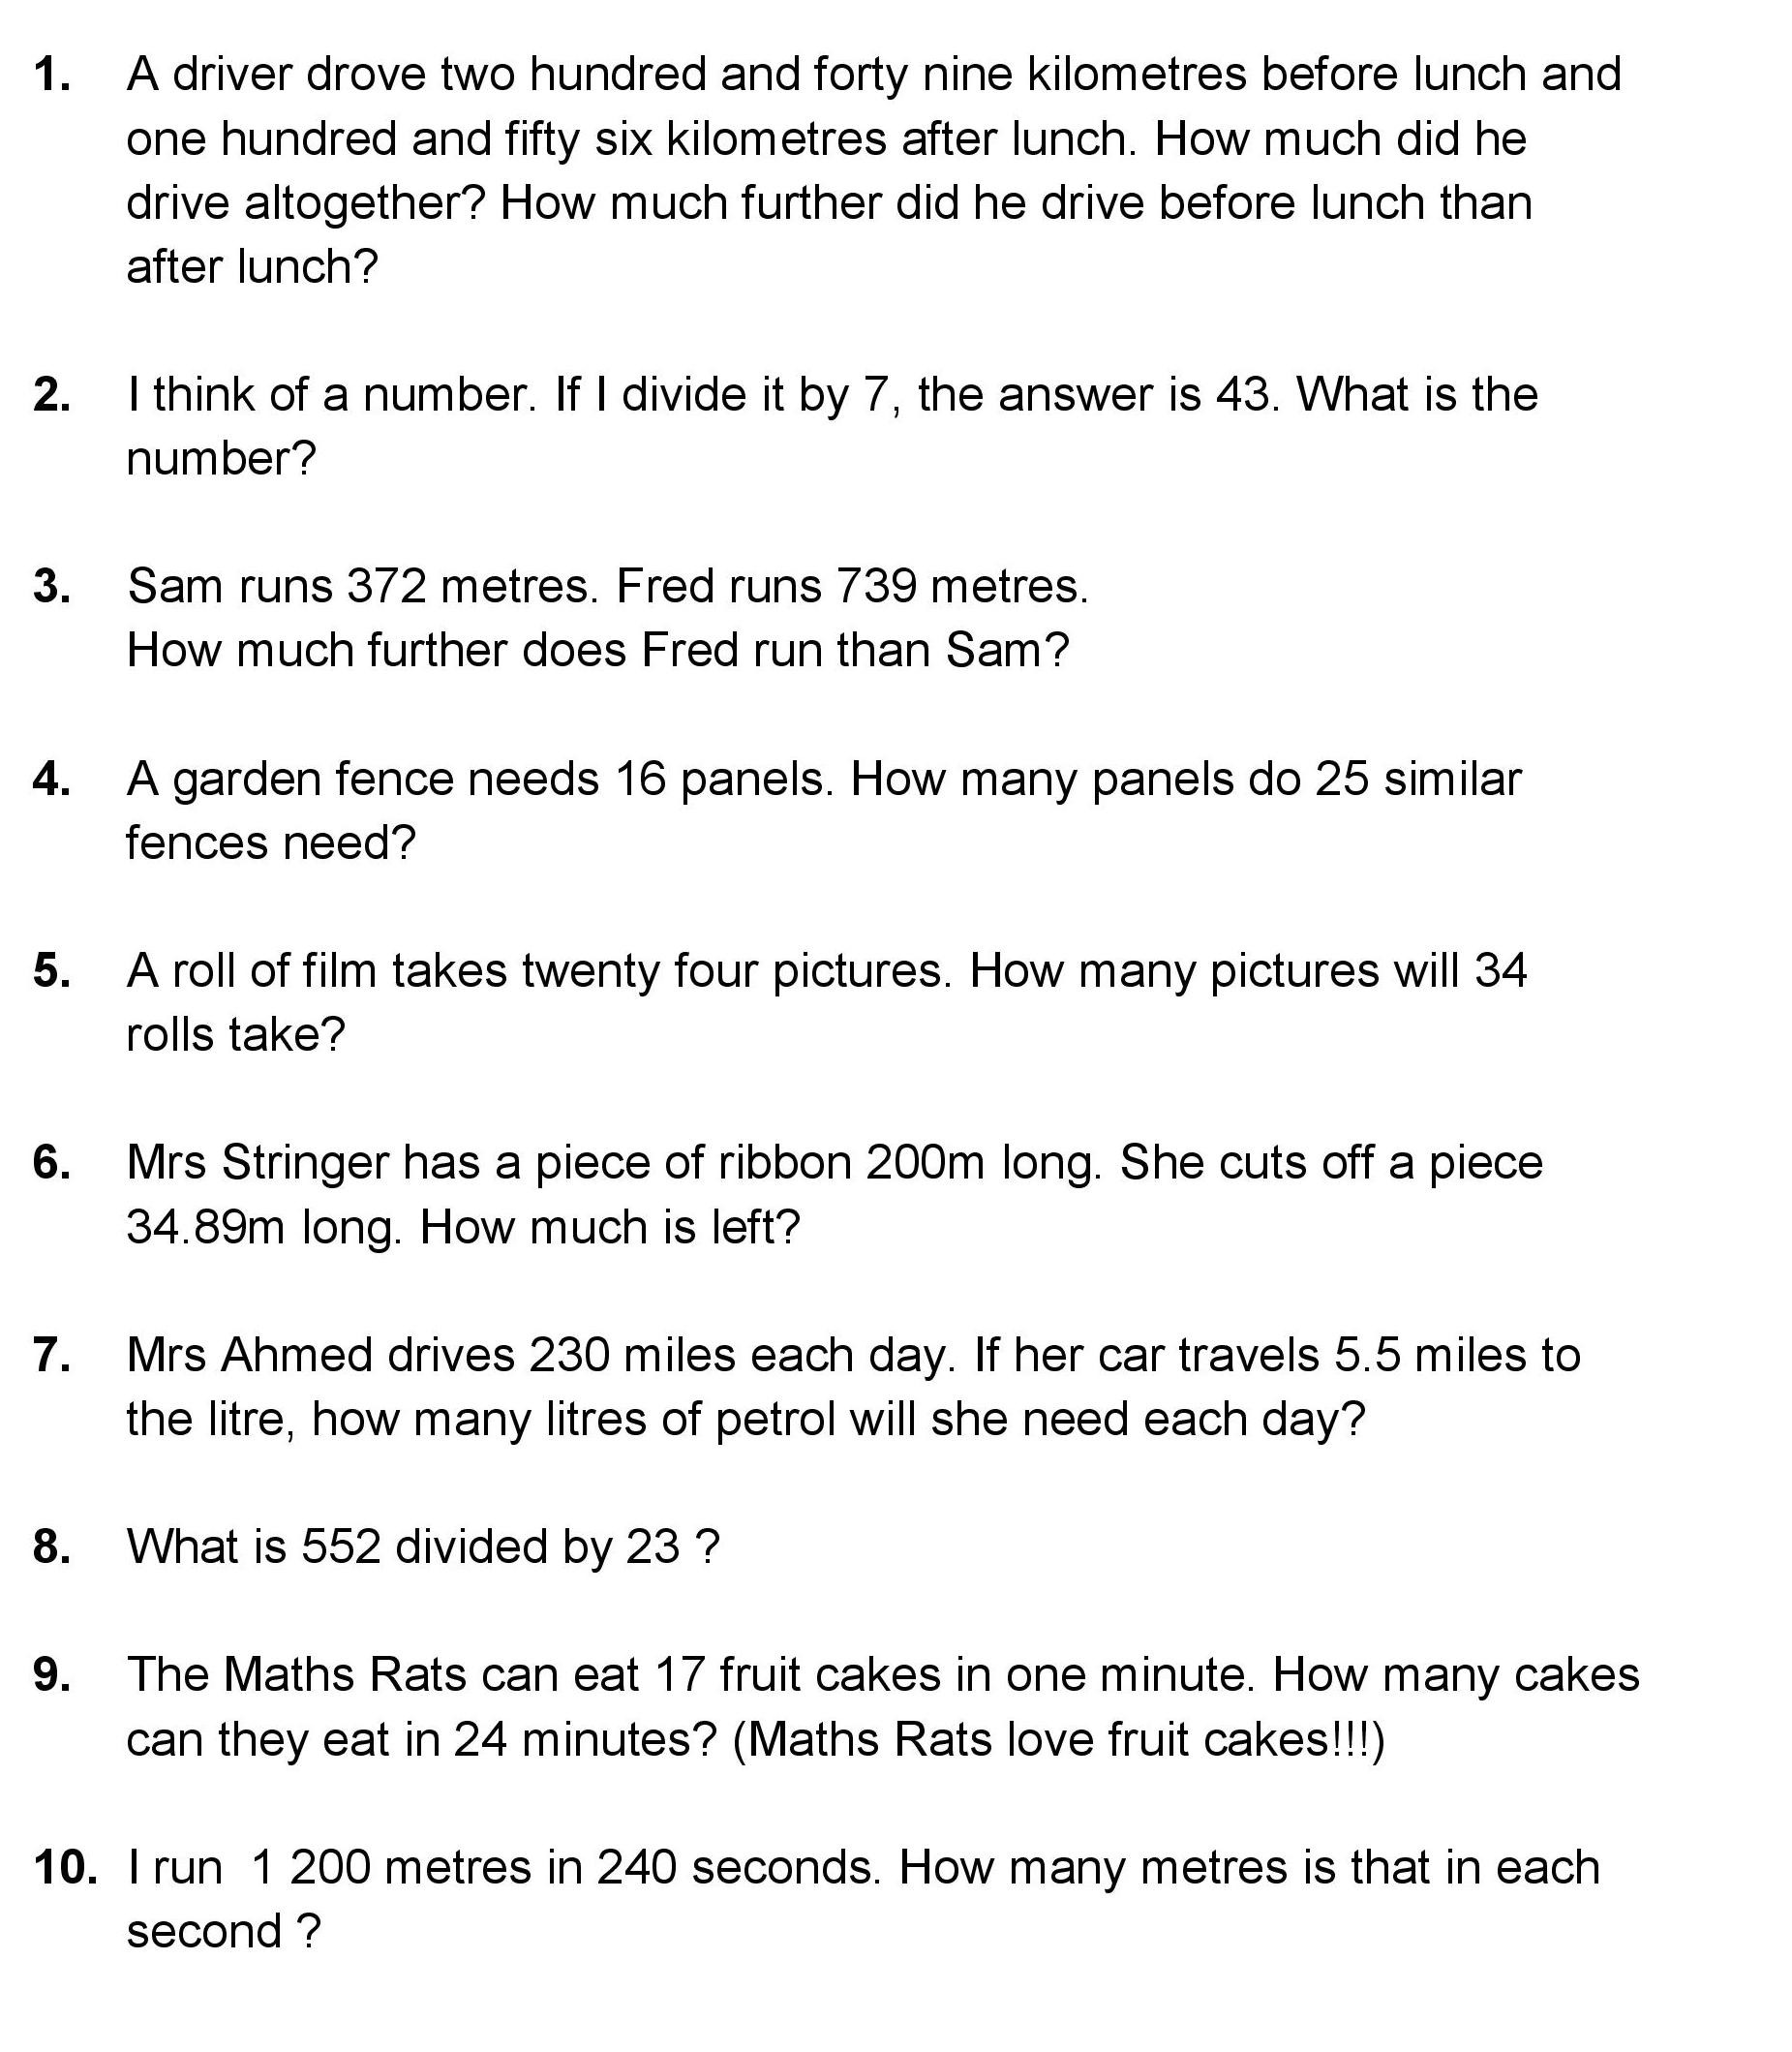 1. A driver drove two hundred and forty nine kilometres before lunch and
one hundred and fifty six kilometres after lunch. How much did he
drive altogether? How much further did he drive before lunch than
after lunch?
2. I think of a number. If I divide it by 7, the answer is 43. What is the
number?
3. Sam runs 372 metres. Fred runs 739 metres.
How much further does Fred run than Sam?
4. A garden fence needs 16 panels. How many panels do 25 similar
fences need?
5. A roll of film takes twenty four pictures. How many pictures will 34
rolls take?
6. Mrs Stringer has a piece of ribbon 200m long. She cuts off a piece
34.89m long. How much is left?
7. Mrs Ahmed drives 230 miles each day. If her car travels 5.5 miles to
the litre, how many litres of petrol will she need each day?
8. What is 552 divided by 23 ?
9. The Maths Rats can eat 17 fruit cakes in one minute. How many cakes
can they eat in 24 minutes? (Maths Rats love fruit cakes!!!)
10. I run 1 200 metres in 240 seconds. How many metres is that in each
second ?